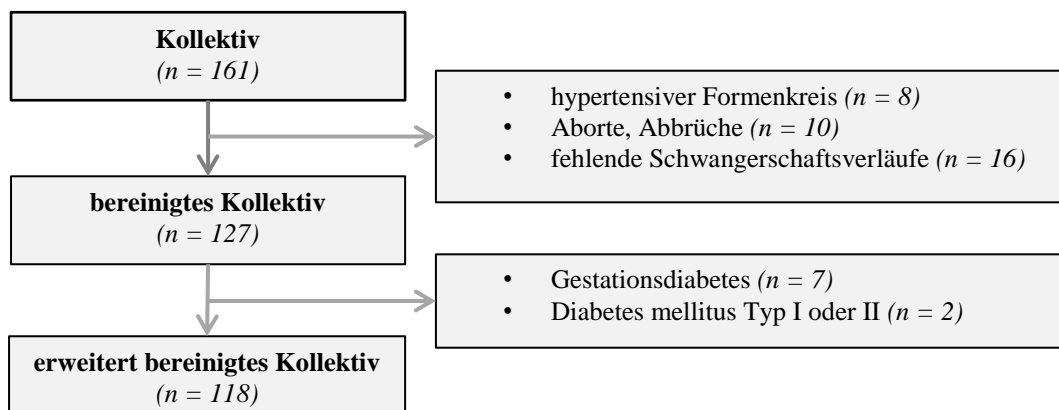 Kollektiv
(n = 161)
• hypertensiver Formenkreis (n = 8)
• Aborte, Abbrüche (n = 10)
• fehlende Schwangerschaftsverläufe (n = 16)
bereinigtes Kollektiv
(n = 127)
• Gestationsdiabetes (n = 7)
• Diabetes mellitus Typ I oder II (n = 2)
erweitert bereinigtes Kollektiv
(n = 118)